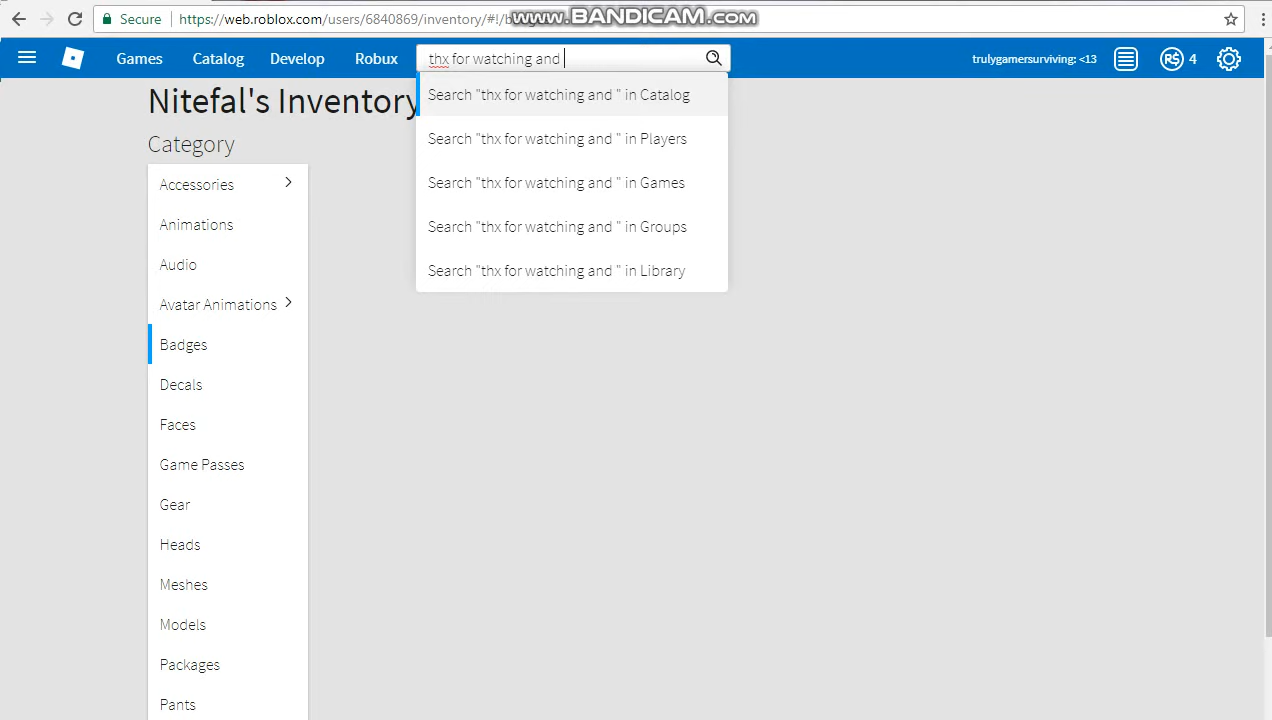 Secure https://web.roblox.com/users/6840869/inventory/#!/b
www.BANDICAM.com
Games Catalog Develop Robux thx for watching and trulygamersurviving: <13 R$ 4
Nitefal's Inventory
Search "thx for watching and " in Catalog
Search "thx for watching and " in Players
Search "thx for watching and " in Games
Search "thx for watching and " in Groups
Search "thx for watching and " in Library
Category
Accessories
Animations
Audio
Avatar Animations
Badges
Decals
Faces
Game Passes
Gear
Heads
Meshes
Models
Packages
Pants